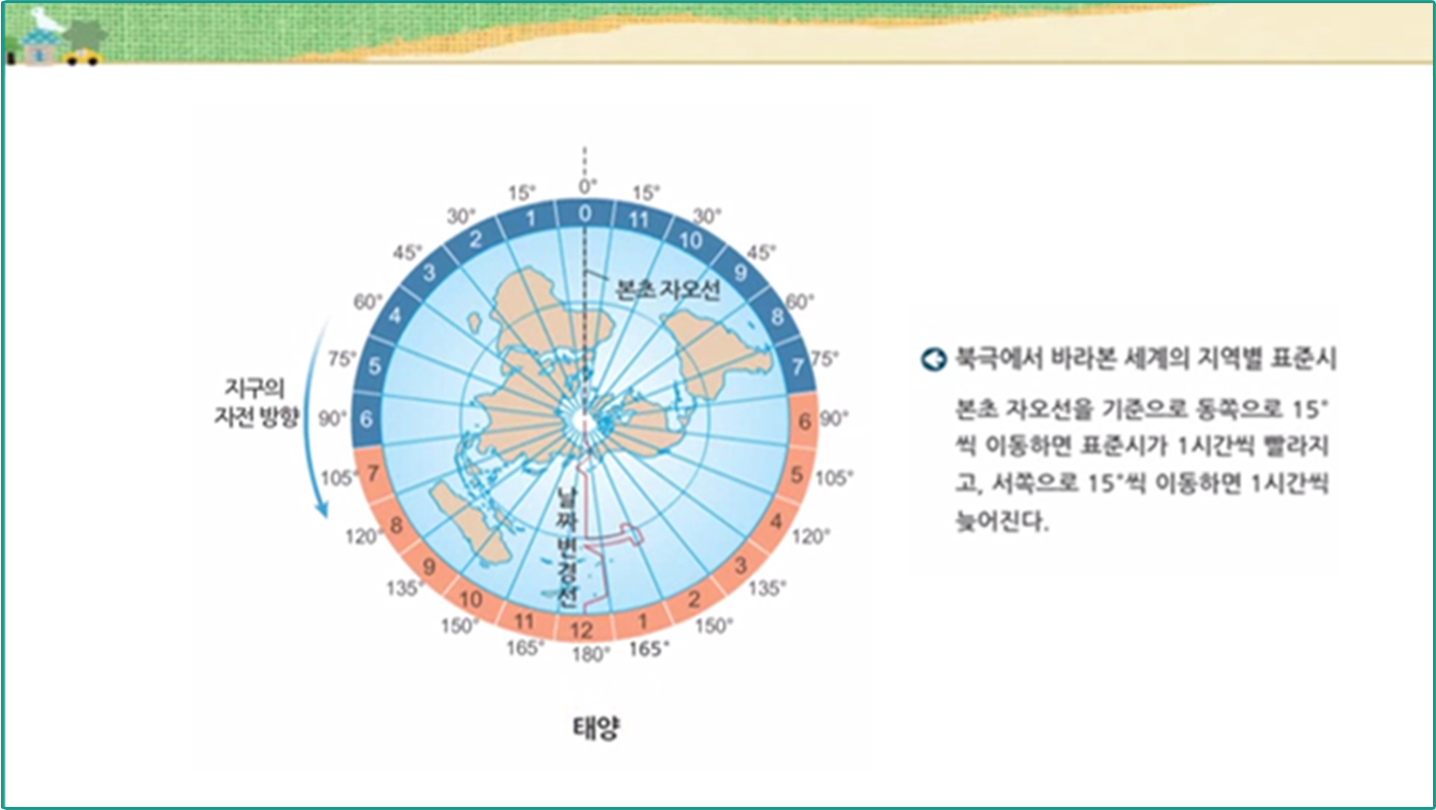 0°
15° 15°
30° 30°
45° 45°
60° 60°
75° 75°
90° 90°
105° 105°
120° 120°
135° 135°
150° 150°
165° 165°
180°
0 11 10 9 8 7 6 5 4 3 2 1 12 11 10 9 8 7 6 5 4 3 2 1
본초 자오선
날짜 변경선
지구의
자전 방향
태양
북극에서 바라본 세계의 지역별 표준시
본초 자오선을 기준으로 동쪽으로 15°
씩 이동하면 표준시가 1시간씩 빨라지
고, 서쪽으로 15°씩 이동하면 1시간씩
늦어진다.